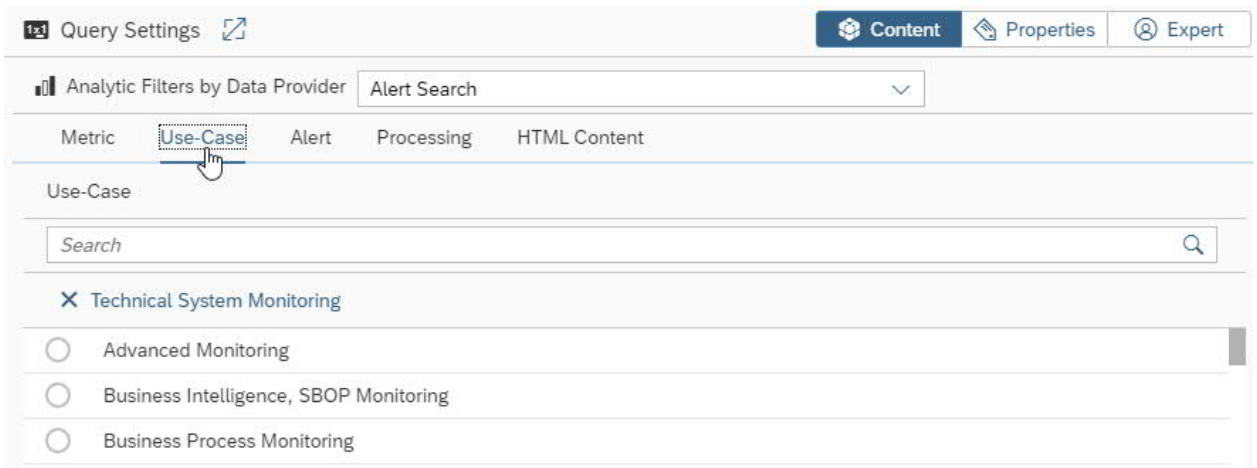 1x1 Query Settings Content Properties Expert
Analytic Filters by Data Provider Alert Search
Metric Use-Case Alert Processing HTML Content
Use-Case
Search
Technical System Monitoring
Advanced Monitoring
Business Intelligence, SBOP Monitoring
Business Process Monitoring